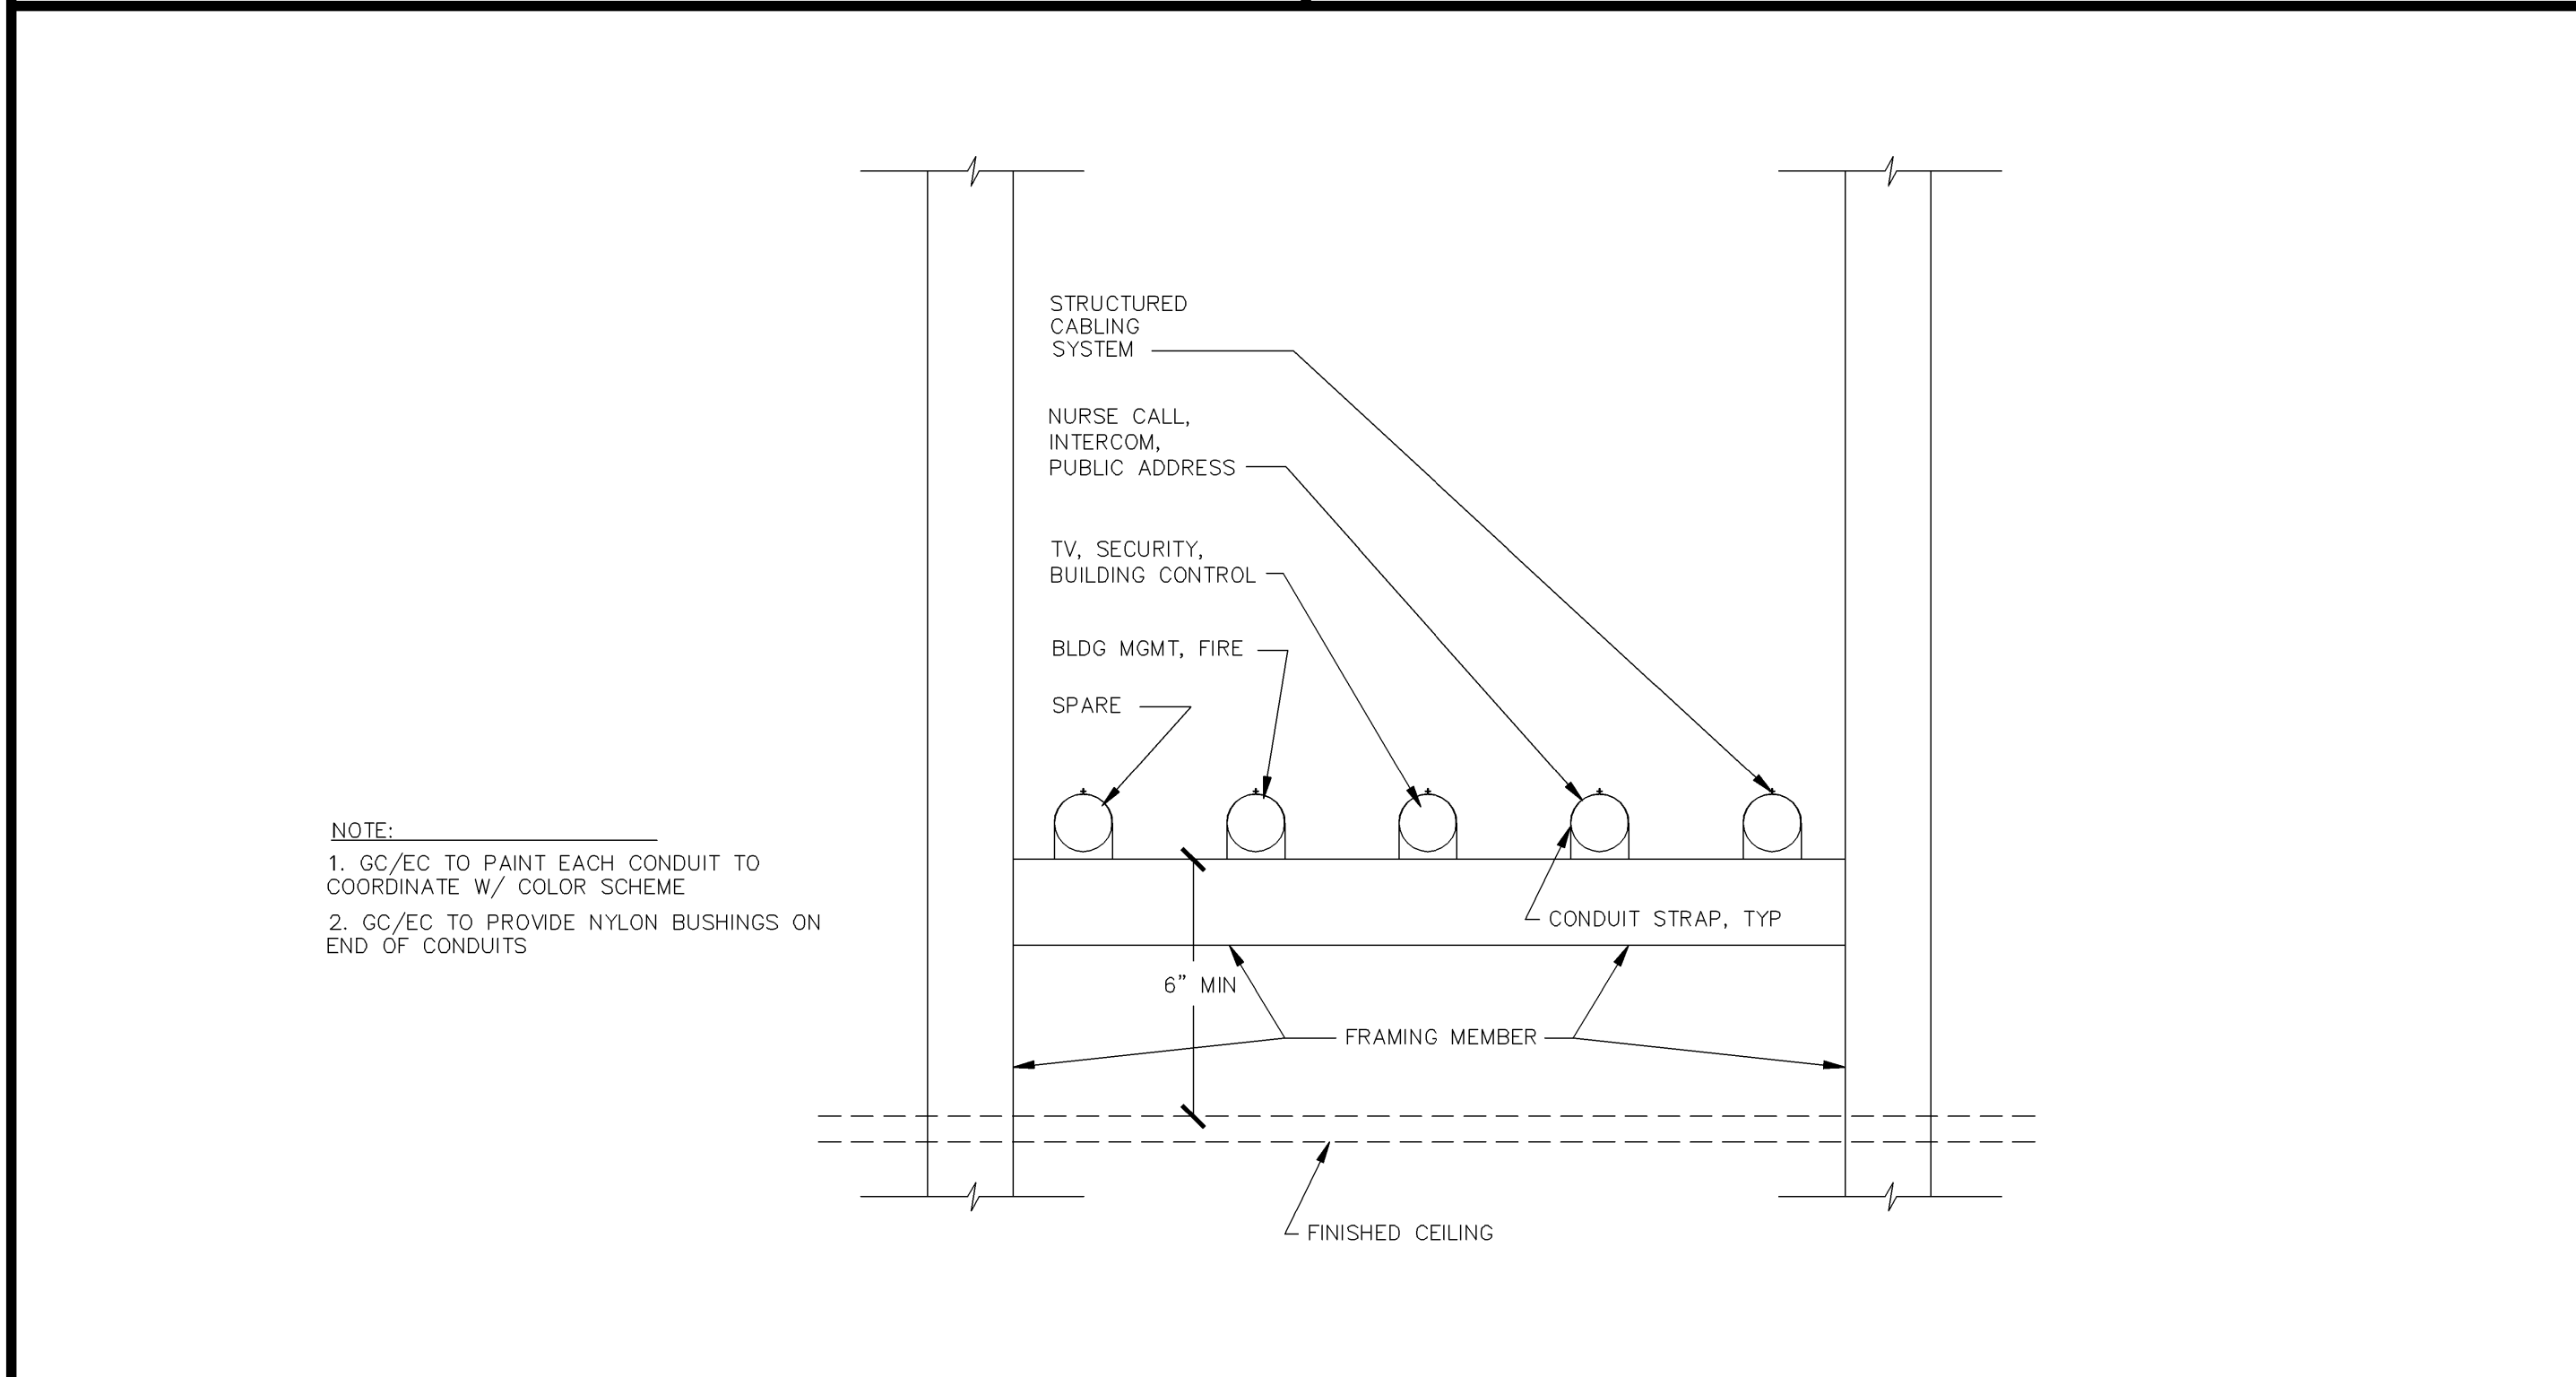 STRUCTURED
CABLING
SYSTEM
NURSE CALL,
INTERCOM,
PUBLIC ADDRESS
TV, SECURITY,
BUILDING CONTROL
BLDG MGMT, FIRE
SPARE
NOTE:
1. GC/EC TO PAINT EACH CONDUIT TO
COORDINATE W/ COLOR SCHEME
2. GC/EC TO PROVIDE NYLON BUSHINGS ON
END OF CONDUITS
CONDUIT STRAP, TYP
6" MIN
FRAMING MEMBER
FINISHED CEILING